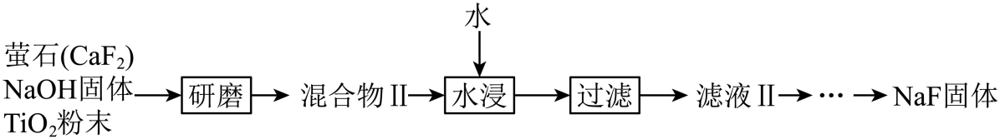 水
萤石(CaF₂)
NaOH固体
TiO₂粉末
研磨
混合物Ⅱ
水浸
过滤
滤液Ⅱ
···
NaF固体